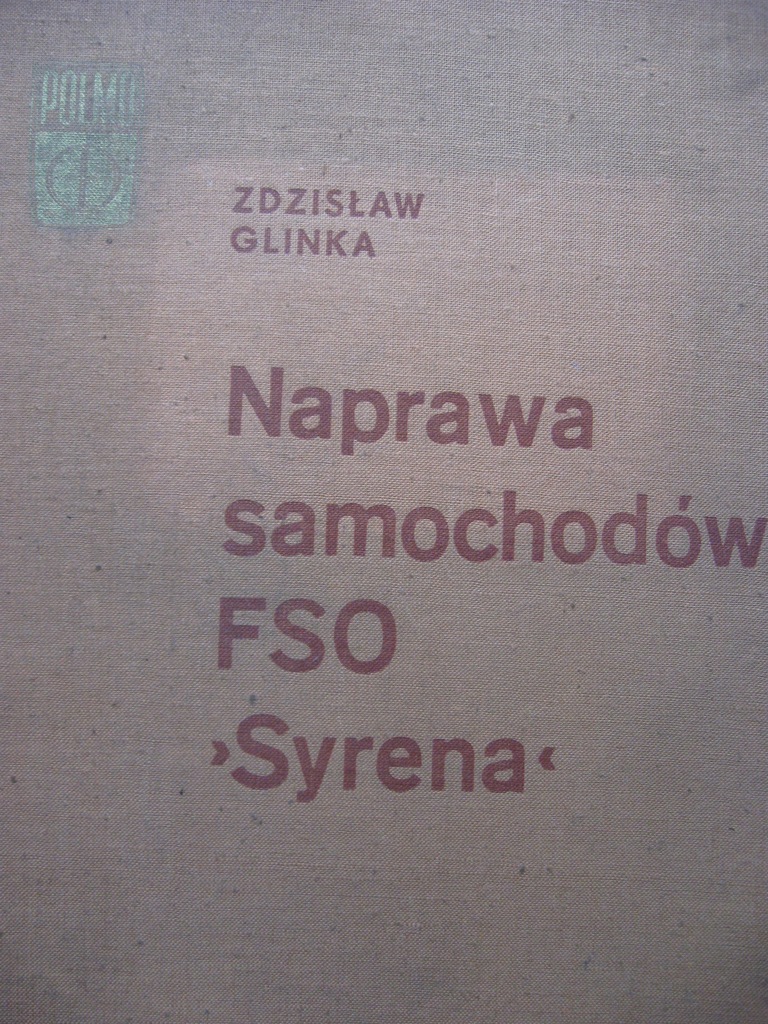 POLMO
ZDZISŁAW
GLINKA
Naprawa
samochodów
FSO
›Syrena‹